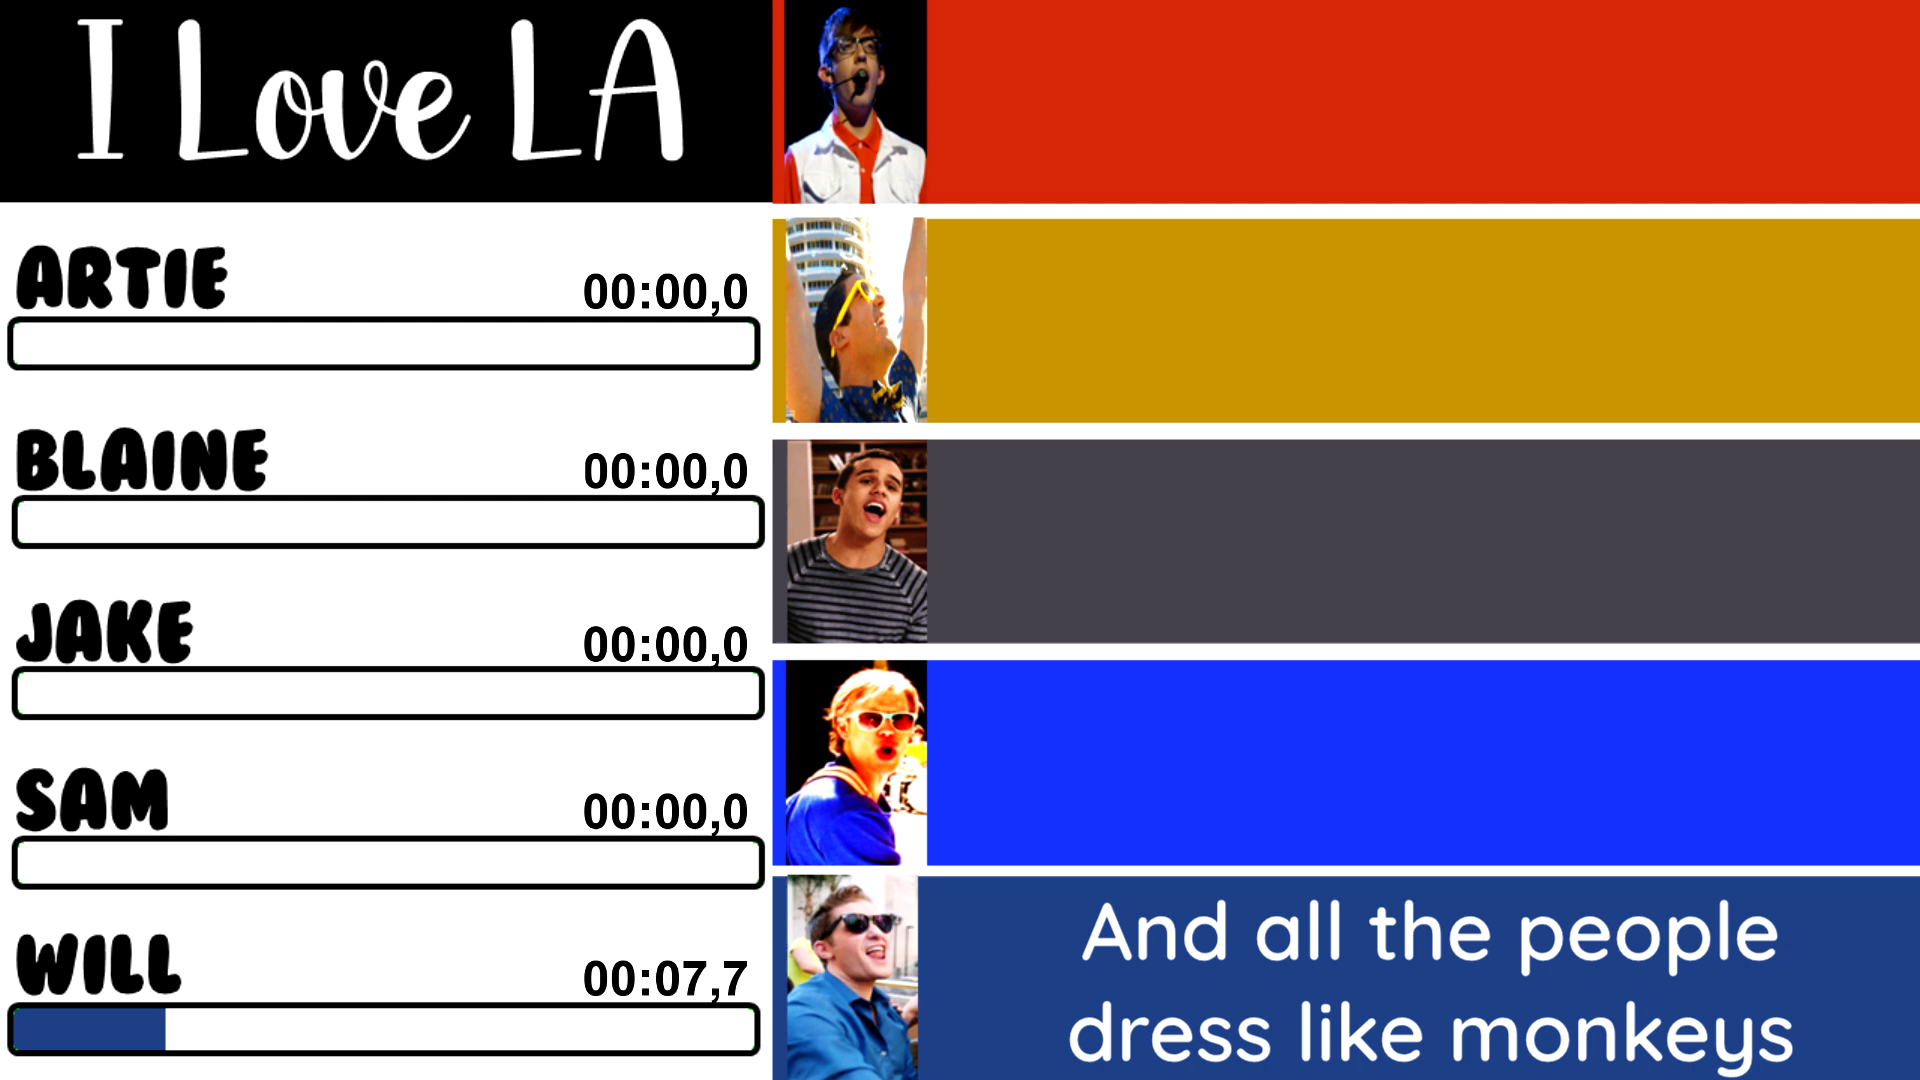 I Love LA
ARTIE
00:00,0
BLAINE
00:00,0
JAKE
00:00,0
SAM
00:00,0
WILL
00:07,7
And all the people
dress like monkeys